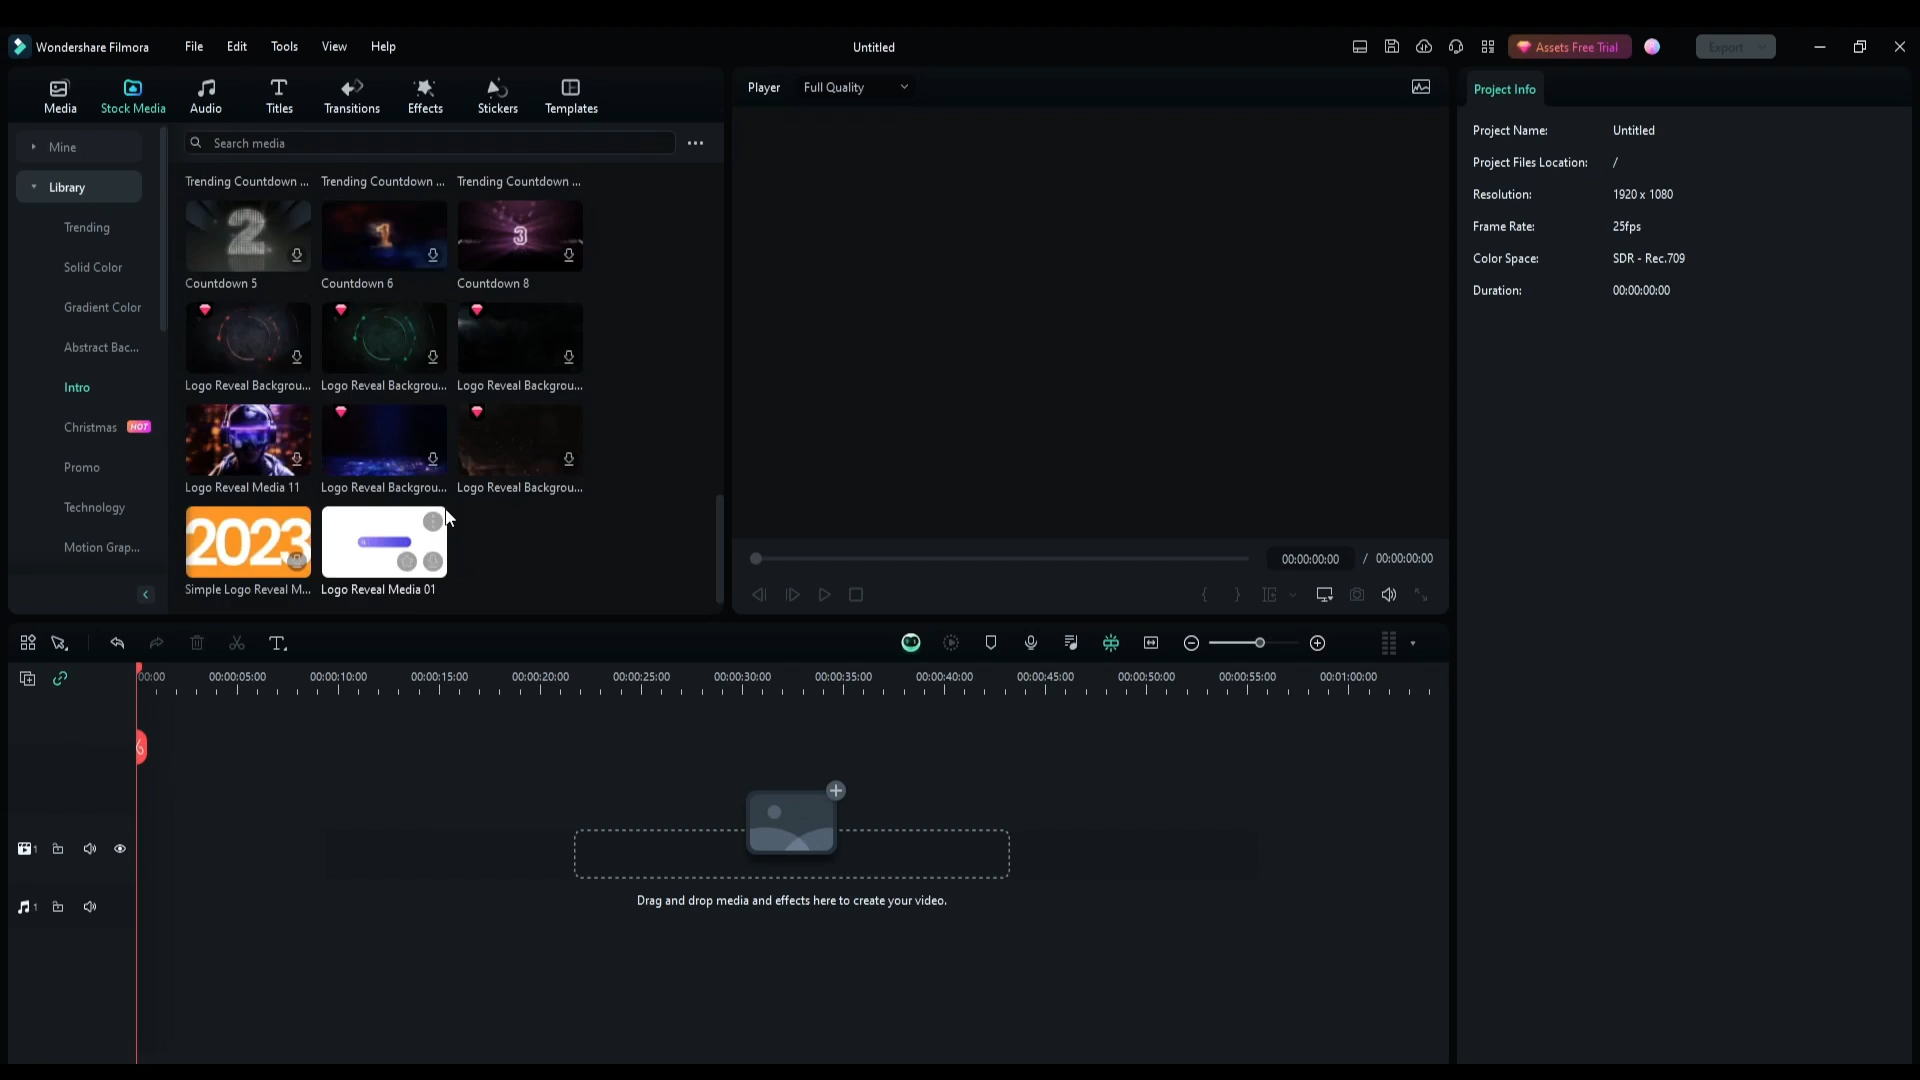 Wondershare Filmora
File
Edit
Tools
View
Help
Untitled
Assets Free Trial
Export
Media
Stock Media
Audio
Titles
Transitions
Effects
Stickers
Templates
Player
Full Quality
Project Info
Mine
Library
Trending
Solid Color
Gradient Color
Abstract Bac...
Intro
Christmas
HOT
Promo
Technology
Motion Grap...
Search media
Trending Countdown ...
Trending Countdown ...
Trending Countdown ...
2
1
3
Countdown 5
Countdown 6
Countdown 8
Logo Reveal Backgrou...
Logo Reveal Backgrou...
Logo Reveal Backgrou...
Logo Reveal Media 11
Logo Reveal Backgrou...
Logo Reveal Backgrou...
2023
Simple Logo Reveal M...
Logo Reveal Media 01
00:00:00:00
/
00:00:00:00
Project Name:
Untitled
Project Files Location:
/
Resolution:
1920 x 1080
Frame Rate:
25fps
Color Space:
SDR - Rec.709
Duration:
00:00:00:00
00:00
00:00:05:00
00:00:10:00
00:00:15:00
00:00:20:00
00:00:25:00
00:00:30:00
00:00:35:00
00:00:40:00
00:00:45:00
00:00:50:00
00:00:55:00
00:01:00:00
1
1
Drag and drop media and effects here to create your video.